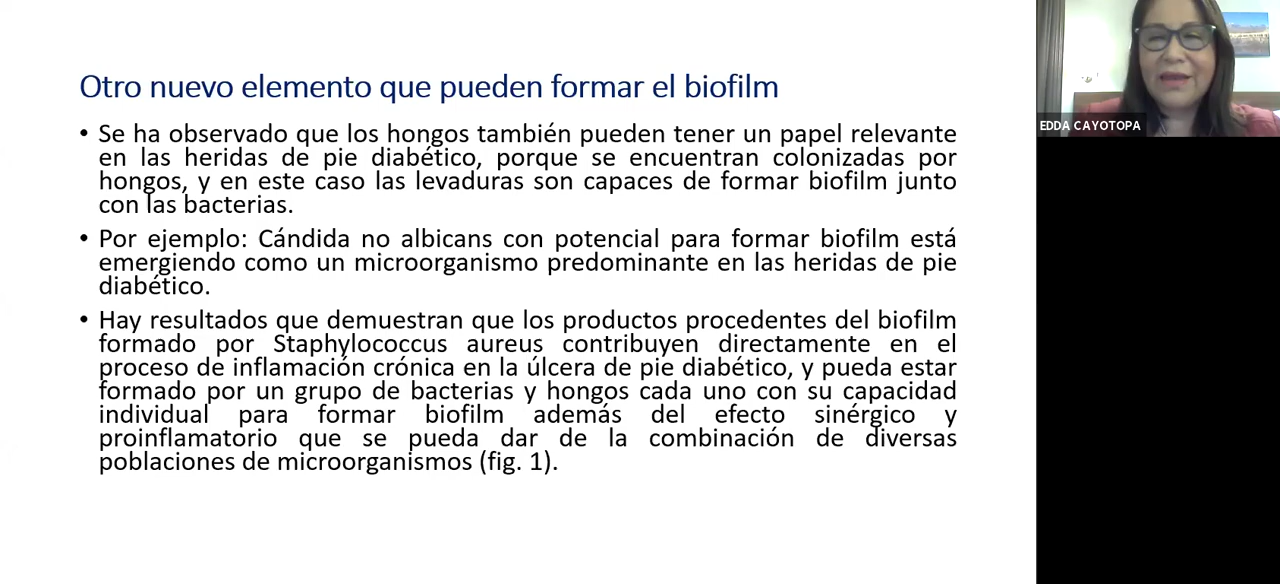 Otro nuevo elemento que pueden formar el biofilm
• Se ha observado que los hongos también pueden tener un papel relevante
en las heridas de pie diabético, porque se encuentran colonizadas por
hongos, y en este caso las levaduras son capaces de formar biofilm junto
con las bacterias.
• Por ejemplo: Cándida no albicans con potencial para formar biofilm está
emergiendo como un microorganismo predominante en las heridas de pie
diabético.
• Hay resultados que demuestran que los productos procedentes del biofilm
formado por Staphylococcus aureus contribuyen directamente en el
proceso de inflamación crónica en la úlcera de pie diabético, y pueda estar
formado por un grupo de bacterias y hongos cada uno con su capacidad
individual para formar biofilm además del efecto sinérgico y
proinflamatorio que se pueda dar de la combinación de diversas
poblaciones de microorganismos (fig. 1).
EDDA CAYOTOPA